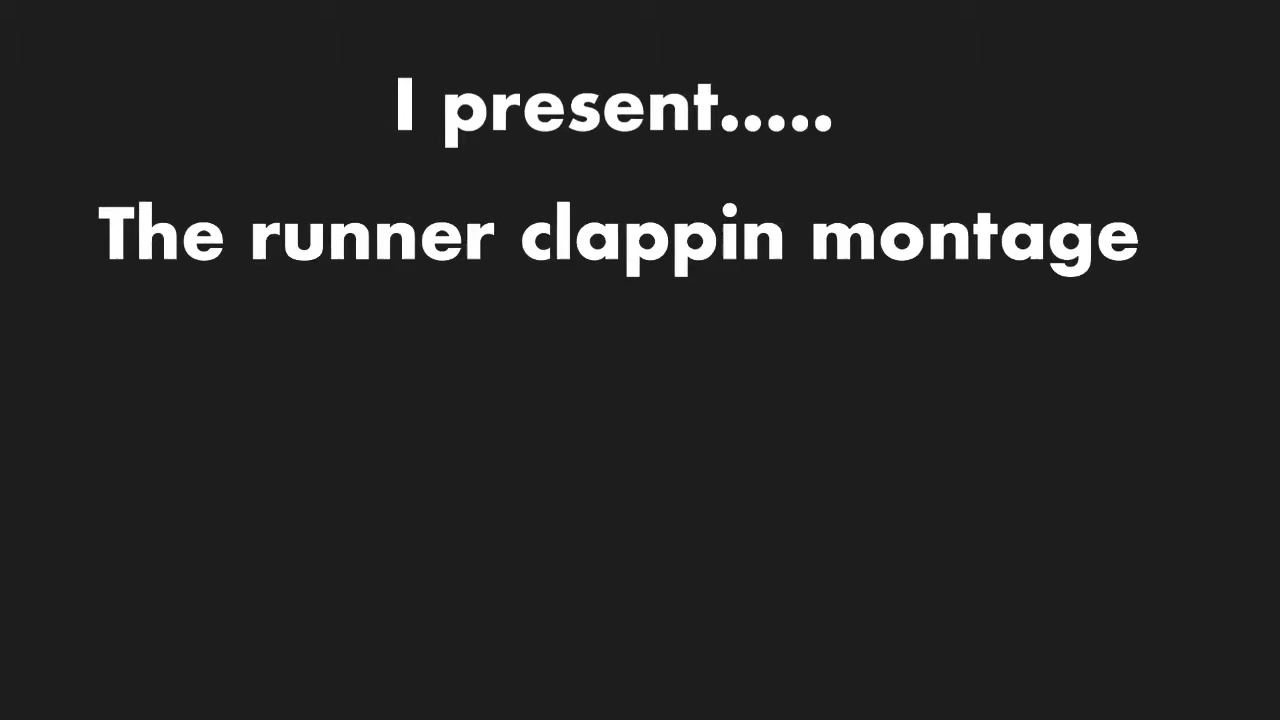 I present.....
The runner clappin montage